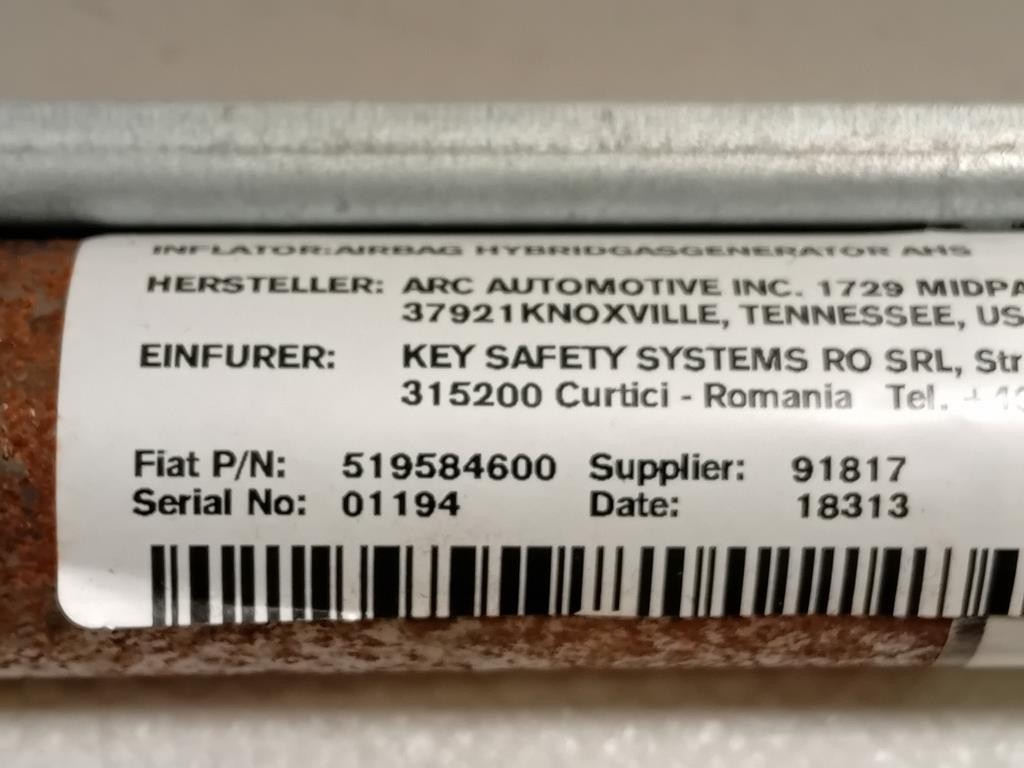 INFLATOR:AIRBAG HYBRIDGASGENERATOR AHS
HERSTELLER: ARC AUTOMOTIVE INC. 1729 MIDPA
37921KNOXVILLE, TENNESSEE, US
EINFURER: KEY SAFETY SYSTEMS RO SRL, Str
315200 Curtici - Romania Tel. +
Fiat P/N: 519584600 Supplier: 91817
Serial No: 01194 Date: 18313